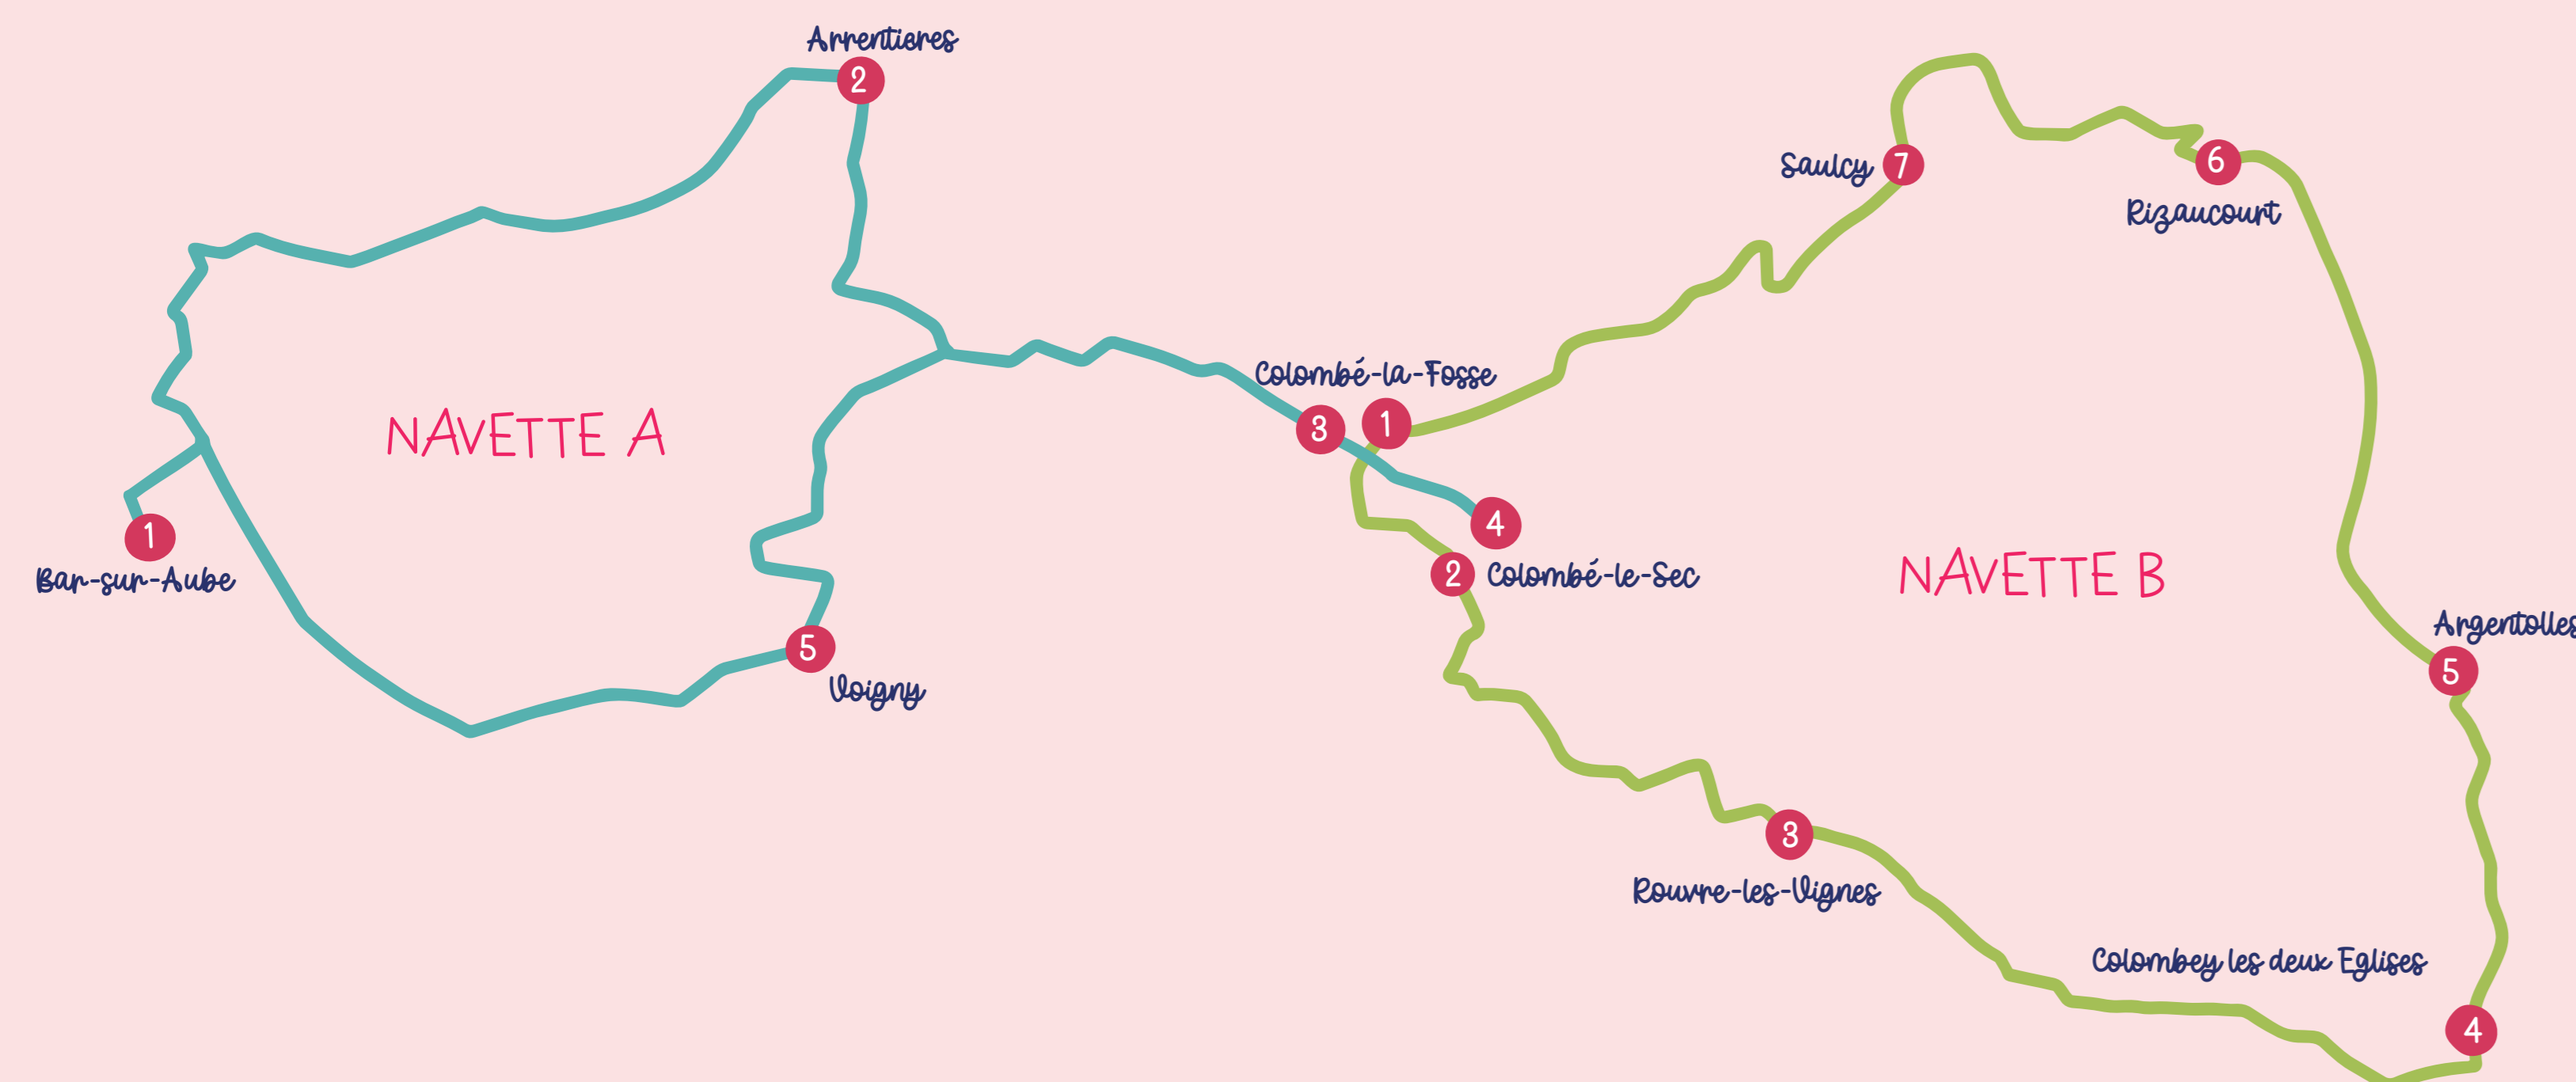 Arrentières
2
Saulcy
7
6
Rizaucourt
Colombé-la-Fosse
3
1
NAVETTE A
1
Bar-sur-Aube
4
2
Colombé-le-Sec
NAVETTE B
Argentolles
5
5
Voigny
3
Rouvre-les-Vignes
Colombey les deux Eglises
4